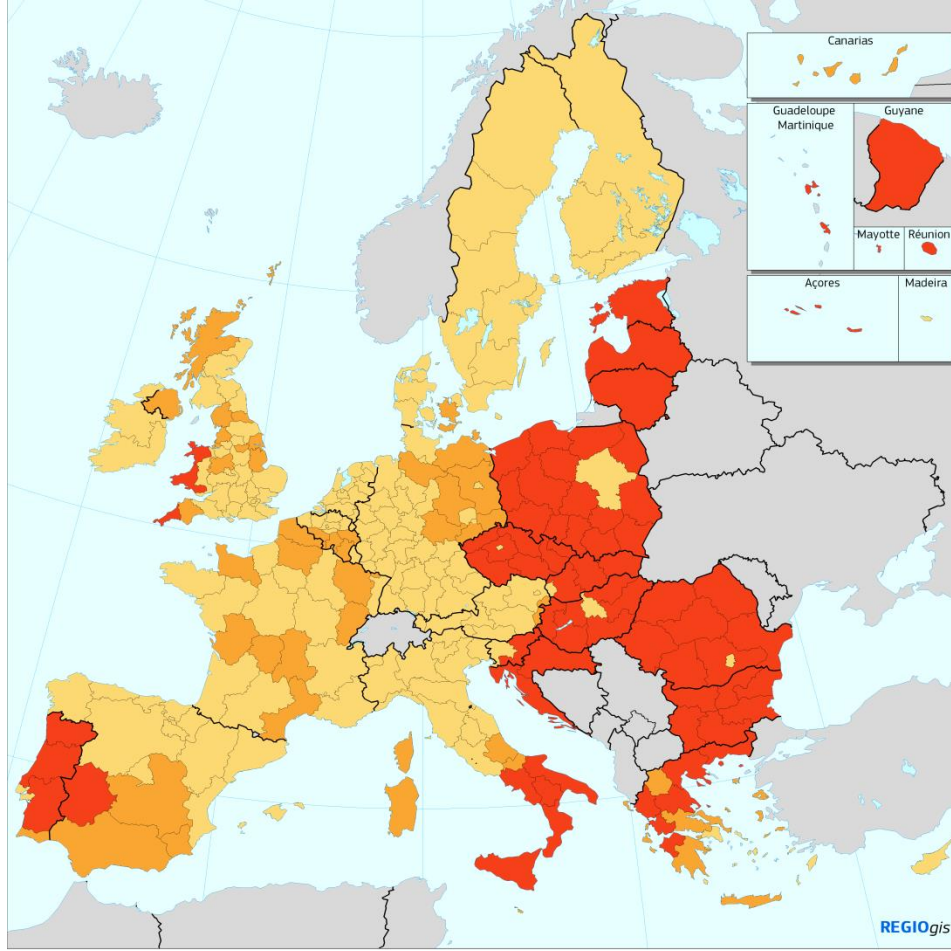 Canarias
Guadeloupe
Martinique
Guyane
Mayotte
Réunion
Açores
Madeira
REGIOgis